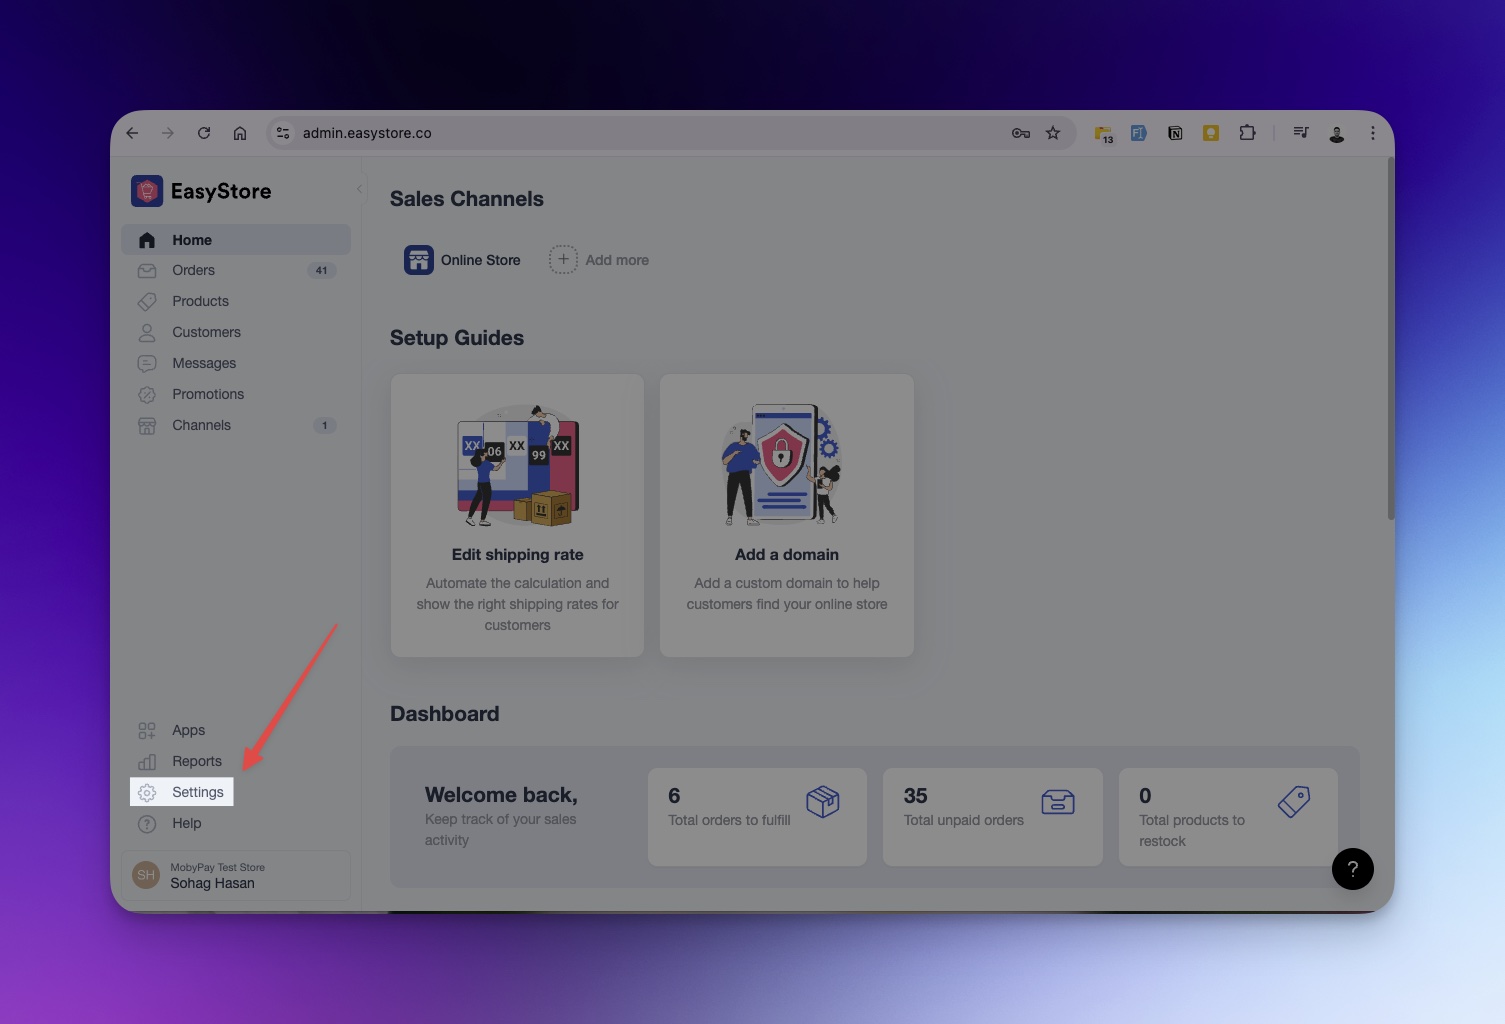 admin.easystore.co
13
EasyStore
Home
Orders
41
Products
Customers
Messages
Promotions
Channels
1
Apps
Reports
Settings
Help
SH
MobyPay Test Store
Sohag Hasan
Sales Channels
Online Store
Add more
Setup Guides
XX
06
XX
99
XX
Edit shipping rate
Automate the calculation and
show the right shipping rates for
customers
Add a domain
Add a custom domain to help
customers find your online store
Dashboard
Welcome back,
Keep track of your sales
activity
6
Total orders to fulfill
35
Total unpaid orders
0
Total products to
restock
?